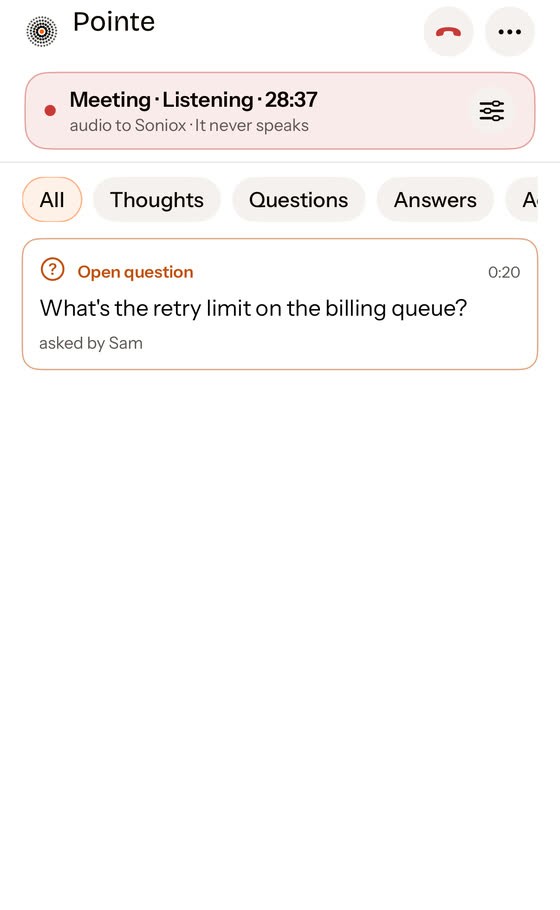 Pointe
Meeting · Listening · 28:37
audio to Soniox · It never speaks
All
Thoughts
Questions
Answers
Open question
0:20
What's the retry limit on the billing queue?
asked by Sam